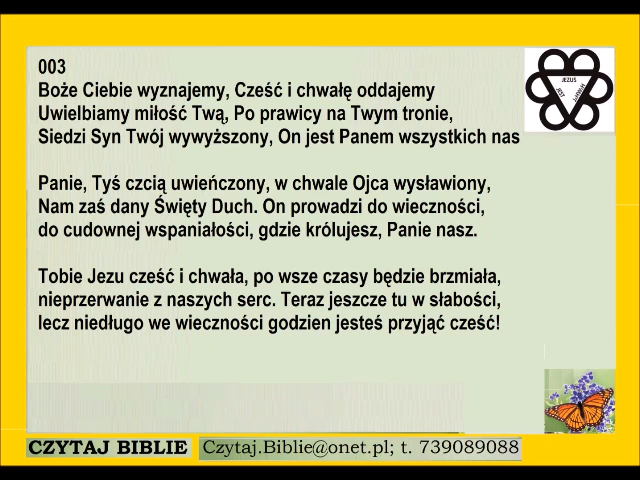 003
Boże Ciebie wyznajemy, Cześć i chwałę oddajemy
Uwielbiamy miłość Twą, Po prawicy na Twym tronie,
Siedzi Syn Twój wywyższony, On jest Panem wszystkich nas
Panie, Tyś czcią uwieńczony, w chwale Ojca wysławiony,
Nam zaś dany Święty Duch. On prowadzi do wieczności,
do cudownej wspaniałości, gdzie królujesz, Panie nasz.
Tobie Jezu cześć i chwała, po wsze czasy będzie brzmiała,
nieprzerwanie z naszych serc. Teraz jeszcze tu w słabości,
lecz niedługo we wieczności godzien jesteś przyjąć cześć!
JEZUS
JEST
CZYTAJ BIBLIE
Czytaj.Biblie@onet.pl; t. 739089088